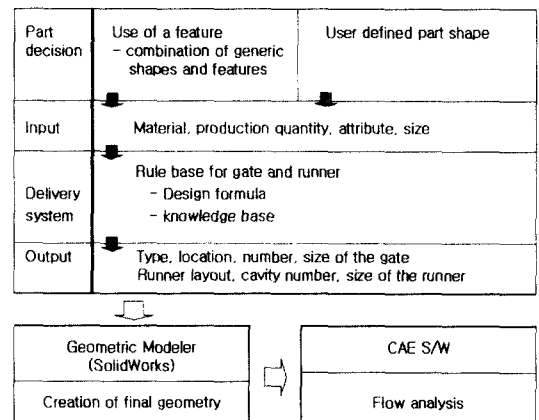 Part decision
Use of a feature
- combination of generic shapes and features
User defined part shape
Input
Material, production quantity, attribute, size
Delivery system
Rule base for gate and runner
- Design formula
- knowledge base
Output
Type, location, number, size of the gate
Runner layout, cavity number, size of the runner
Geometric Modeler
(SolidWorks)
Creation of final geometry
CAE S/W
Flow analysis